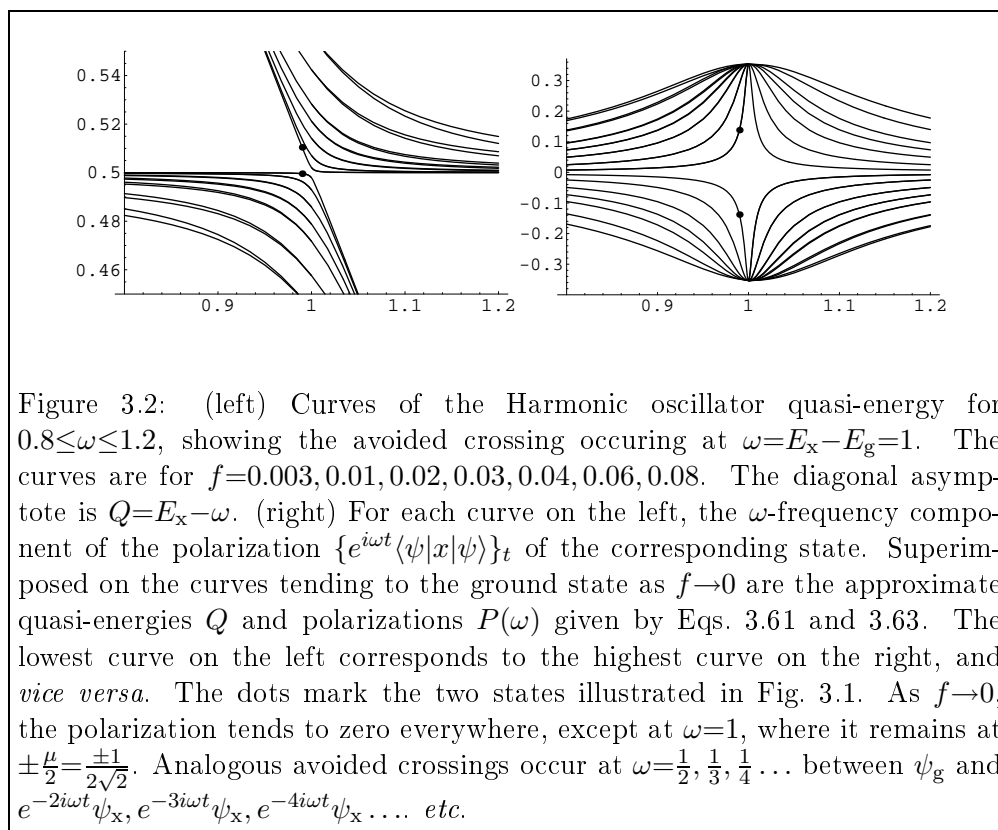 0.54
0.52
0.5
0.48
0.46
0.9 1 1.1 1.2
0.3
0.2
0.1
0
-0.1
-0.2
-0.3
0.9 1 1.1 1.2
Figure 3.2: (left) Curves of the Harmonic oscillator quasi-energy for
0.8≤ω≤1.2, showing the avoided crossing occuring at ω=Eₓ−E_g=1. The
curves are for f=0.003, 0.01, 0.02, 0.03, 0.04, 0.06, 0.08. The diagonal asymp-
tote is Q=Eₓ−ω. (right) For each curve on the left, the ω-frequency compo-
nent of the polarization {e^{iωt}⟨ψ|x|ψ⟩}_t of the corresponding state. Superim-
posed on the curves tending to the ground state as f→0 are the approximate
quasi-energies Q and polarizations P(ω) given by Eqs. 3.61 and 3.63. The
lowest curve on the left corresponds to the highest curve on the right, and
vice versa. The dots mark the two states illustrated in Fig. 3.1. As f→0,
the polarization tends to zero everywhere, except at ω=1, where it remains at
±μ/2=±1/2√2. Analogous avoided crossings occur at ω=1/2, 1/3, 1/4 … between ψ_g and
e^{−2iωt}ψₓ, e^{−3iωt}ψₓ, e^{−4iωt}ψₓ …. etc.